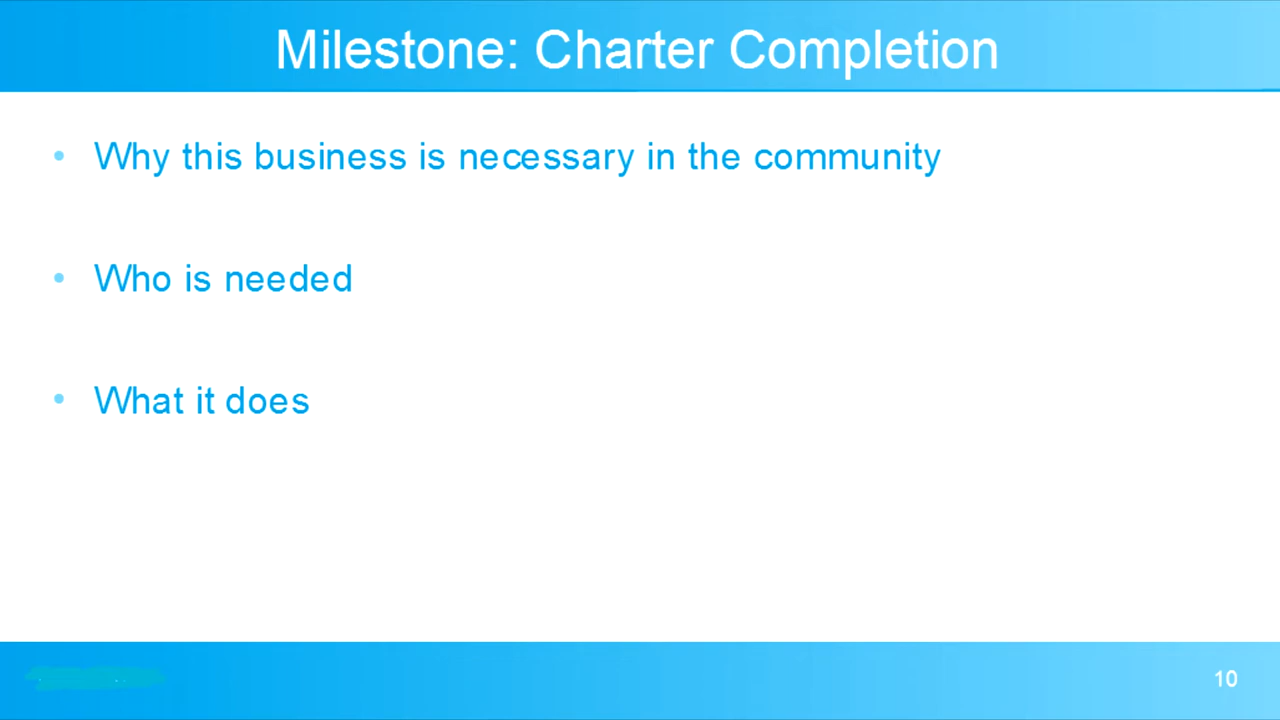 Milestone: Charter Completion
• Why this business is necessary in the community
• Who is needed
• What it does
10